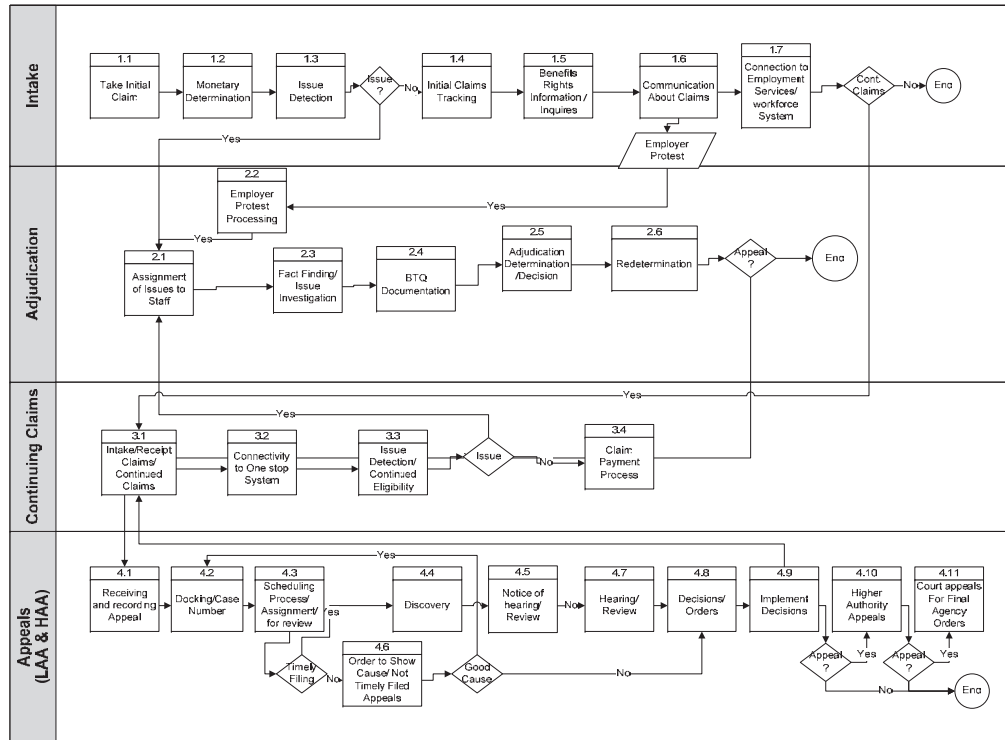 Intake
1.1
Take Initial
Claim
1.2
Monetary
Determination
1.3
Issue
Detection
Issue
?
No
1.4
Initial Claims
Tracking
1.5
Benefits
Rights
Information /
Inquires
1.6
Communication
About Claims
1.7
Connection to
Employment
Services/
workforce
System
Cont.
Claims
No
End
Yes
Employer
Protest
Adjudication
2.2
Employer
Protest
Processing
Yes
Yes
2.1
Assignment
of Issues to
Staff
2.3
Fact Finding/
Issue
Investigation
2.4
BTQ
Documentation
2.5
Adjudication
Determination
/Decision
2.6
Redetermination
Appeal
?
End
Continuing Claims
Yes
Yes
3.1
Intake/Receipt
Claims/
Continued
Claims
3.2
Connectivity
to One stop
System
3.3
Issue
Detection/
Continued
Eligibility
Issue
No
3.4
Claim
Payment
Process
Appeals
(LAA & HAA)
Yes
4.1
Receiving
and recording
Appeal
4.2
Docking/Case
Number
4.3
Scheduling
Process/
Assignment/
for review
Yes
4.4
Discovery
4.5
Notice of
hearing/
Review
No
4.7
Hearing/
Review
4.8
Decisions/
Orders
4.9
Implement
Decisions
4.10
Higher
Authority
Appeals
4.11
Court appeals
For Final
Agency
Orders
Timely
Filing
No
4.6
Order to Show
Cause/ Not
Timely Filed
Appeals
Good
Cause
No
Appeal
?
Yes
Appeal
?
Yes
No
End